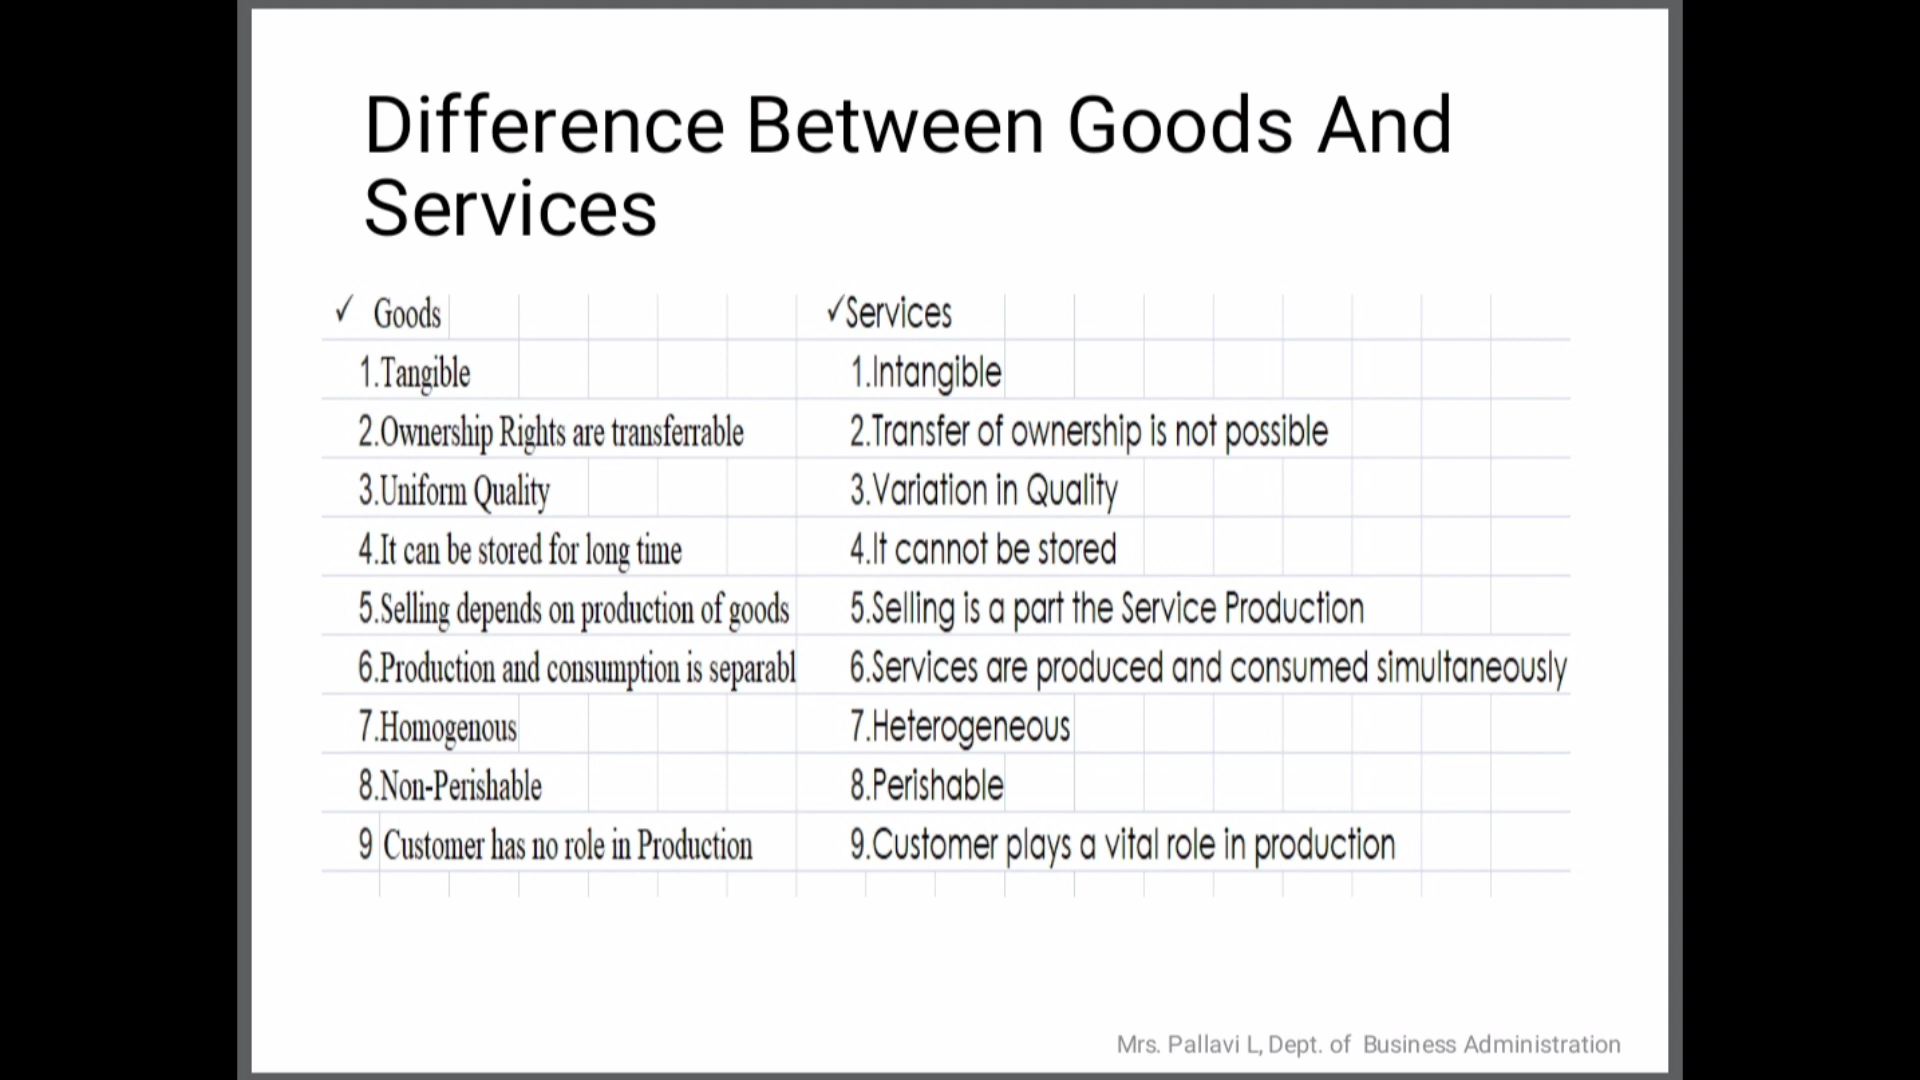 Difference Between Goods And
Services
✓ Goods
✓Services
1.Tangible
1.Intangible
2.Ownership Rights are transferrable
2.Transfer of ownership is not possible
3.Uniform Quality
3.Variation in Quality
4.It can be stored for long time
4.It cannot be stored
5.Selling depends on production of goods
5.Selling is a part the Service Production
6.Production and consumption is separabl
6.Services are produced and consumed simultaneously
7.Homogenous
7.Heterogeneous
8.Non-Perishable
8.Perishable
9 Customer has no role in Production
9.Customer plays a vital role in production
Mrs. Pallavi L, Dept. of Business Administration